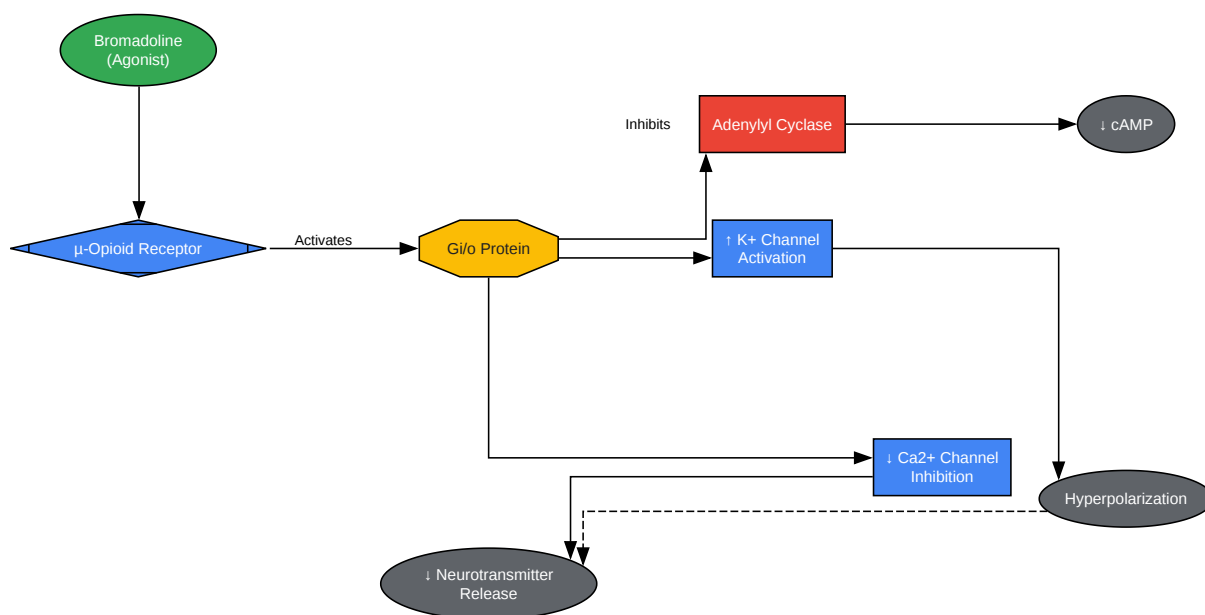 Bromadoline
(Agonist)
Inhibits
Adenylyl Cyclase
↓ cAMP
µ-Opioid Receptor
Activates
Gi/o Protein
↑ K+ Channel
Activation
↓ Ca2+ Channel
Inhibition
Hyperpolarization
↓ Neurotransmitter
Release